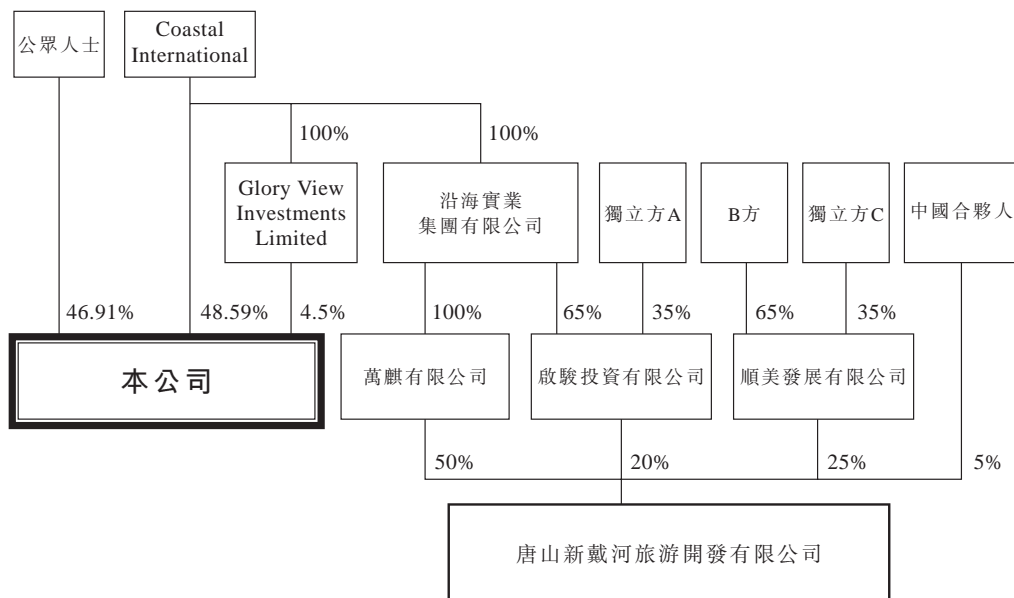 公眾人士
Coastal
International
100%
100%
Glory View
Investments
Limited
沿海實業
集團有限公司
獨立方A
B方
獨立方C
中國合夥人
46.91%
48.59%
4.5%
100%
65%
35%
65%
35%
本公司
萬麒有限公司
啟駿投資有限公司
順美發展有限公司
50%
20%
25%
5%
唐山新戴河旅游開發有限公司